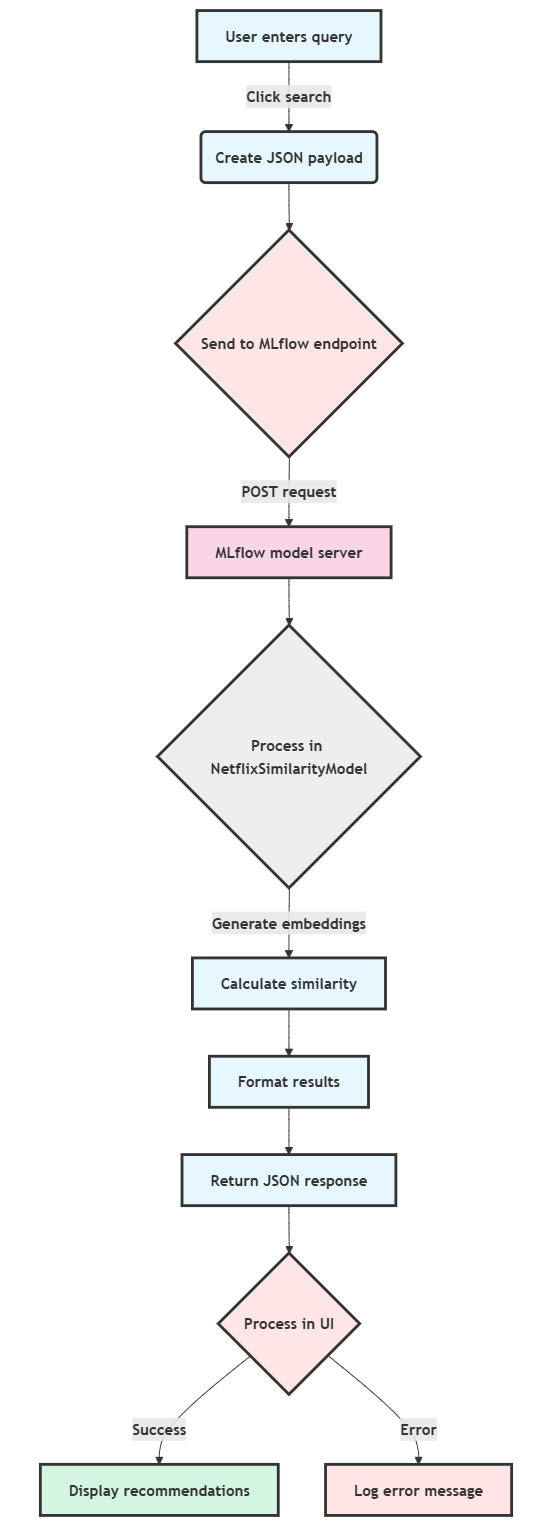 User enters query
Click search
Create JSON payload
Send to MLflow endpoint
POST request
MLflow model server
Process in
NetflixSimilarityModel
Generate embeddings
Calculate similarity
Format results
Return JSON response
Process in UI
Success
Error
Display recommendations
Log error message